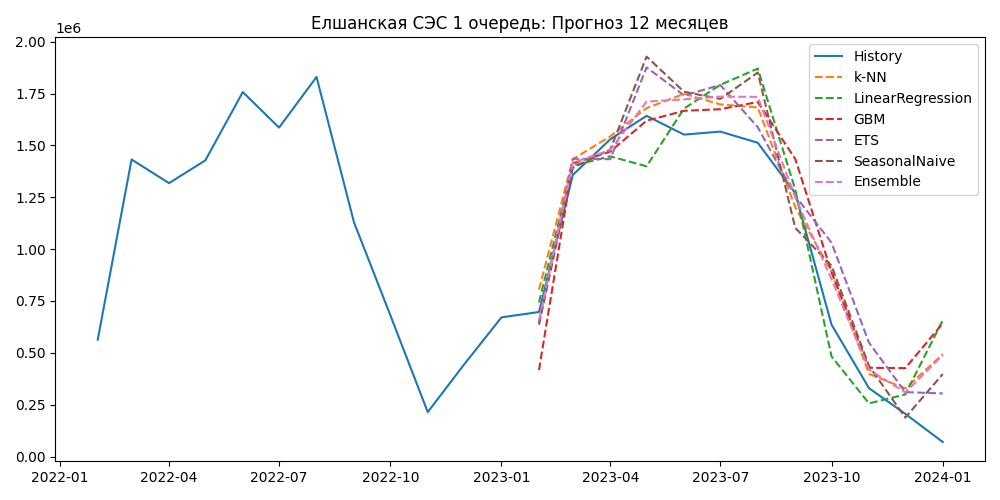 Елшанская СЭС 1 очередь: Прогноз 12 месяцев
1e6
2.00
1.75
1.50
1.25
1.00
0.75
0.50
0.25
0.00
History
k-NN
LinearRegression
GBM
ETS
SeasonalNaive
Ensemble
2022-01 2022-04 2022-07 2022-10 2023-01 2023-04 2023-07 2023-10 2024-01